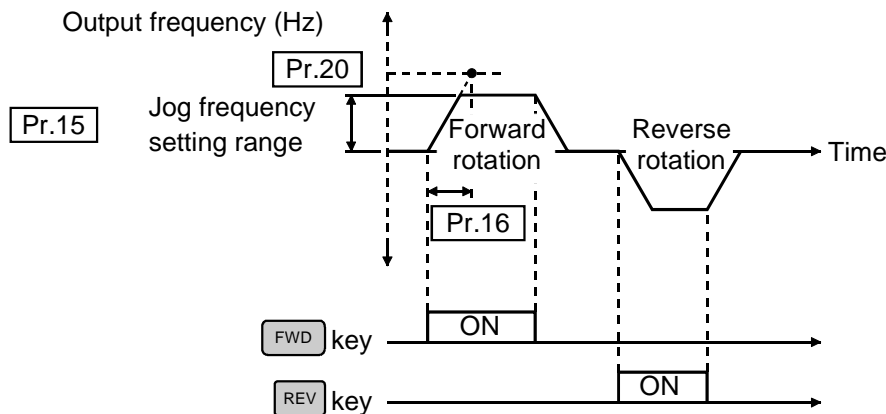 Output frequency (Hz)
Pr.20
Pr.15
Jog frequency
setting range
Forward
rotation
Reverse
rotation
Time
Pr.16
FWD key
ON
REV key
ON